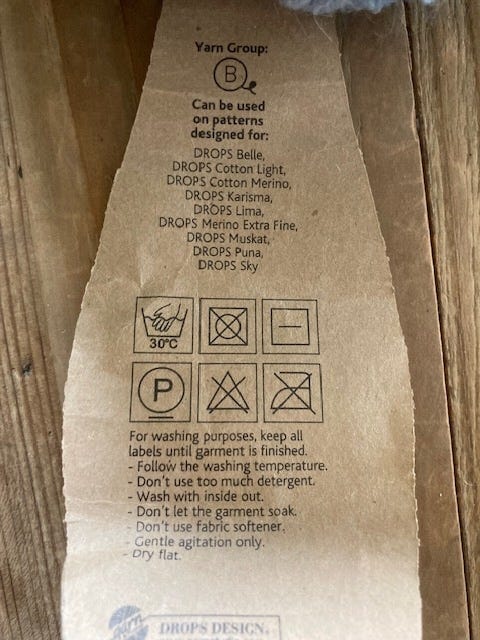 Yarn Group:
B
Can be used
on patterns
designed for:
DROPS Belle,
DROPS Cotton Light,
DROPS Cotton Merino,
DROPS Karisma,
DROPS Lima,
DROPS Merino Extra Fine,
DROPS Muskat,
DROPS Puna,
DROPS Sky
30°C
P
For washing purposes, keep all
labels until garment is finished.
- Follow the washing temperature.
- Don't use too much detergent.
- Wash with inside out.
- Don't let the garment soak.
- Don't use fabric softener.
- Gentle agitation only.
- Dry flat.
yarn
DROPS DESIGN.